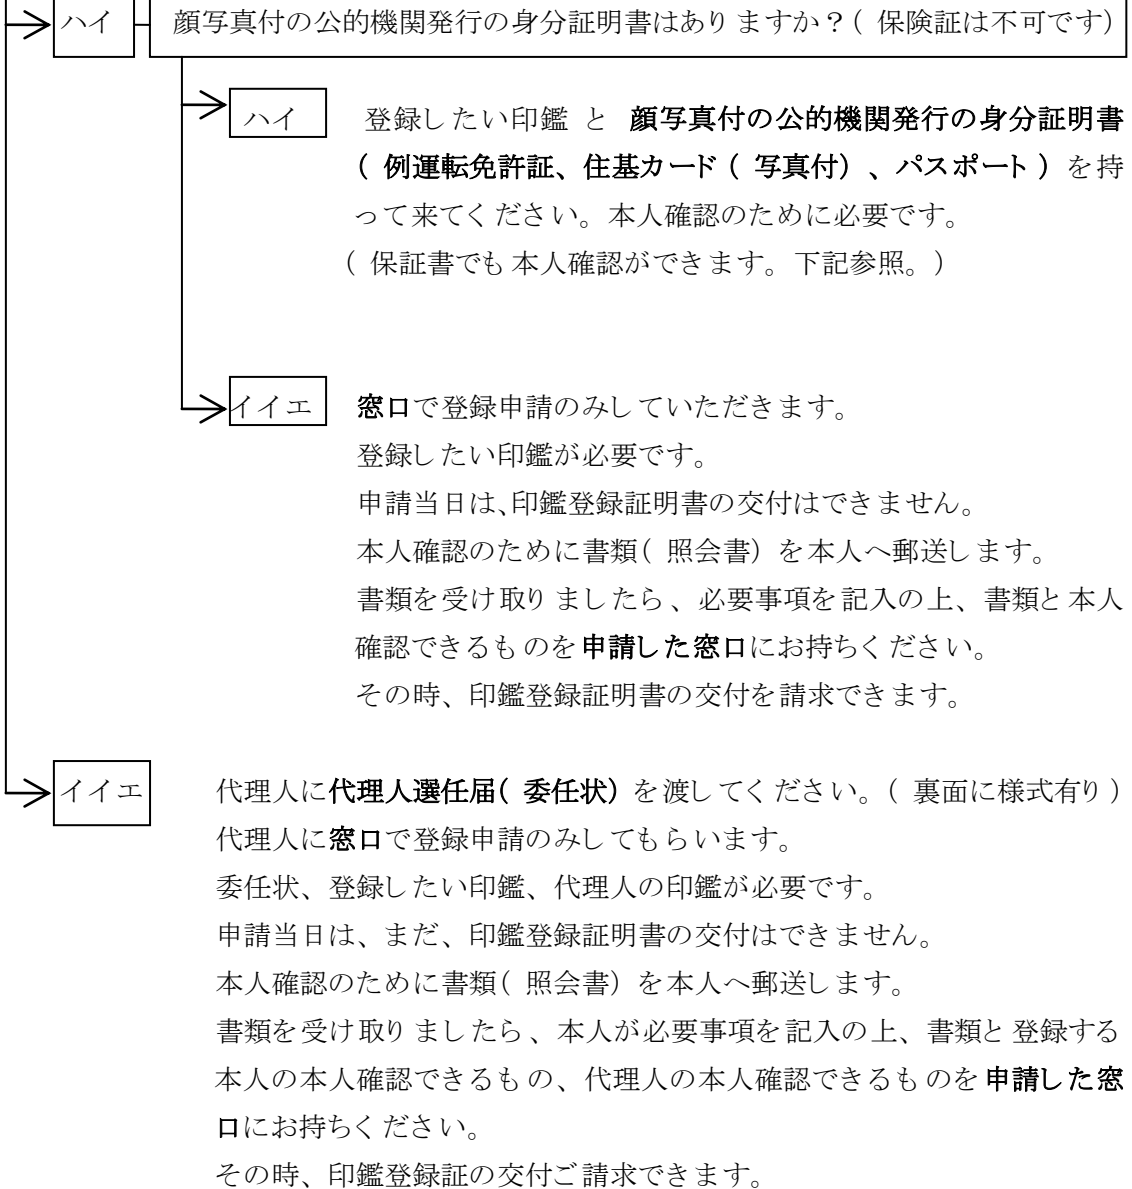 ハイ 顔写真付の公的機関発行の身分証明書はありますか？(保険証は不可です)
ハイ 登録したい印鑑 と 顔写真付の公的機関発行の身分証明書
(例運転免許証、住基カード(写真付)、パスポート)を持
って来てください。本人確認のために必要です。
(保証書でも本人確認ができます。下記参照。)
イイエ 窓口で登録申請のみしていただきます。
登録したい印鑑が必要です。
申請当日は、印鑑登録証明書の交付はできません。
本人確認のために書類(照会書)を本人へ郵送します。
書類を受け取りましたら、必要事項を記入の上、書類と本人
確認できるものを申請した窓口にお持ちください。
その時、印鑑登録証明書の交付を請求できます。
イイエ 代理人に代理人選任届(委任状)を渡してください。(裏面に様式有り)
代理人に窓口で登録申請のみしてもらいます。
委任状、登録したい印鑑、代理人の印鑑が必要です。
申請当日は、まだ、印鑑登録証明書の交付はできません。
本人確認のために書類(照会書)を本人へ郵送します。
書類を受け取りましたら、本人が必要事項を記入の上、書類と登録する
本人の本人確認できるもの、代理人の本人確認できるものを申請した窓
口にお持ちください。
その時、印鑑登録証の交付ご請求できます。